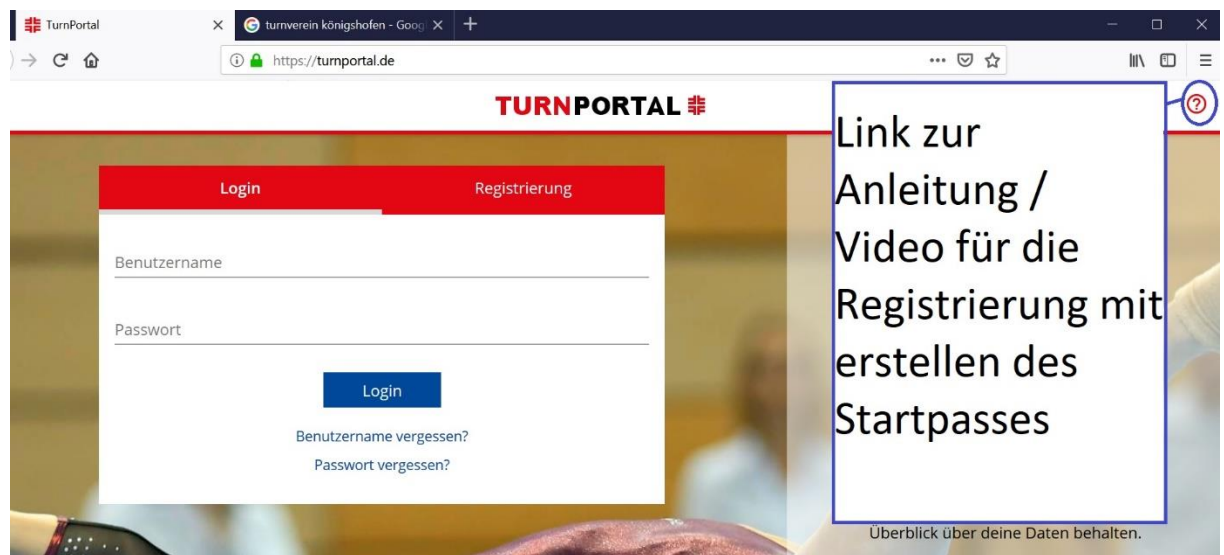 TurnPortal
turnverein königshofen - Goog
https://turnportal.de
TURNPORTAL
Login Registrierung
Benutzername
Passwort
Login
Benutzername vergessen?
Passwort vergessen?
Link zur
Anleitung /
Video für die
Registrierung mit
erstellen des
Startpasses
Überblick über deine Daten behalten.